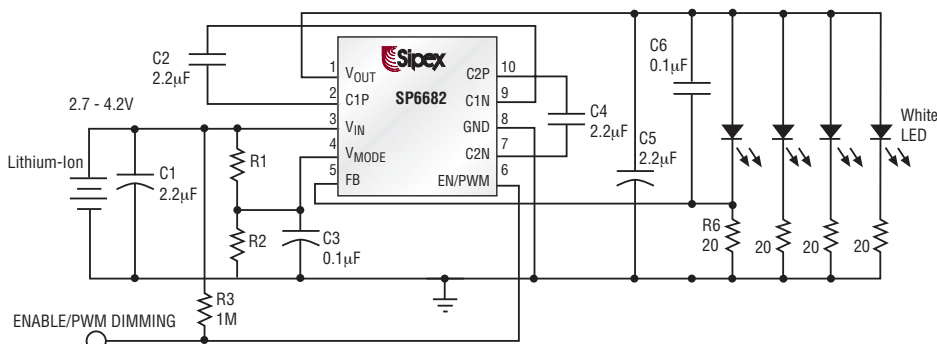 C2
2.2µF
2.7 - 4.2V
Lithium-Ion
C1
2.2µF
R1
R2
C3
0.1µF
R3
1M
ENABLE/PWM DIMMING
Sipex
SP6682
1
VOUT
2
C1P
3
VIN
4
VMODE
5
FB
10
C2P
9
C1N
8
GND
7
C2N
6
EN/PWM
C4
2.2µF
C5
2.2µF
C6
0.1µF
White
LED
R6
20
20
20
20